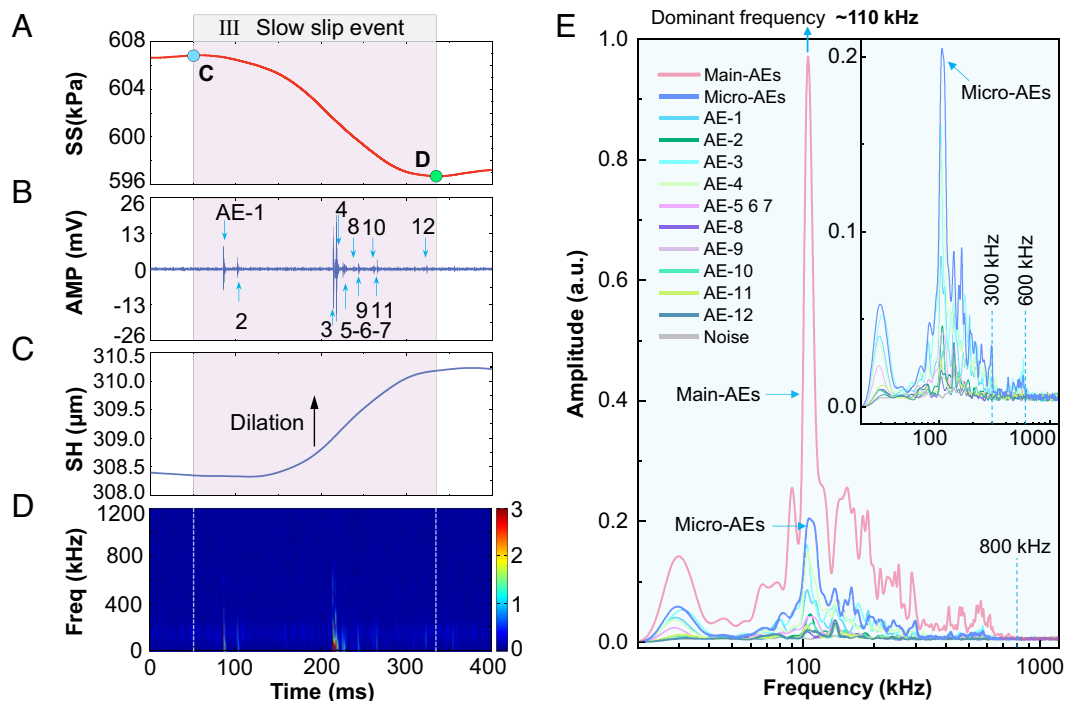 A
III Slow slip event
608
604
600
596
SS(kPa)
C
D
B
26
13
0
-13
-26
AMP (mV)
AE-1
2
3
4
5-6-7
8
9
10
11
12
C
310.5
310.0
309.5
309.0
308.5
308.0
SH (μm)
Dilation
D
1200
800
400
0
Freq (kHz)
3
2
1
0
0 100 200 300 400
Time (ms)
E
Dominant frequency ~110 kHz
1.0
0.8
0.6
0.4
0.2
0.0
Amplitude (a.u.)
Main-AEs
Micro-AEs
AE-1
AE-2
AE-3
AE-4
AE-5 6 7
AE-8
AE-9
AE-10
AE-11
AE-12
Noise
Main-AEs
Micro-AEs
800 kHz
0.2
0.1
0.0
Micro-AEs
300 kHz
600 kHz
100 1000
100 1000
Frequency (kHz)